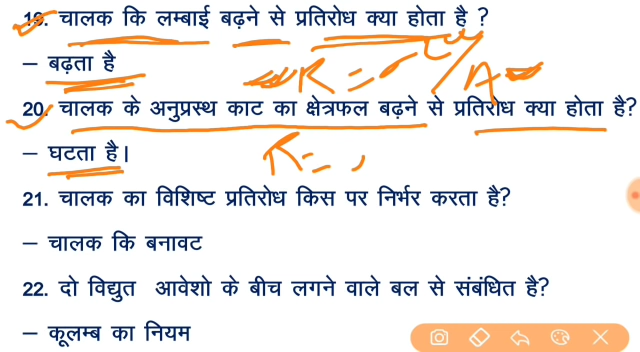 19. चालक कि लम्बाई बढ़ने से प्रतिरोध क्या होता है ?
– बढ़ता है
R = r l / A
20. चालक के अनुप्रस्थ काट का क्षेत्रफल बढ़ने से प्रतिरोध क्या होता है?
– घटता है।
R =
21. चालक का विशिष्ट प्रतिरोध किस पर निर्भर करता है?
– चालक कि बनावट
22. दो विद्युत आवेशो के बीच लगने वाले बल से संबंधित है?
– कूलम्ब का नियम